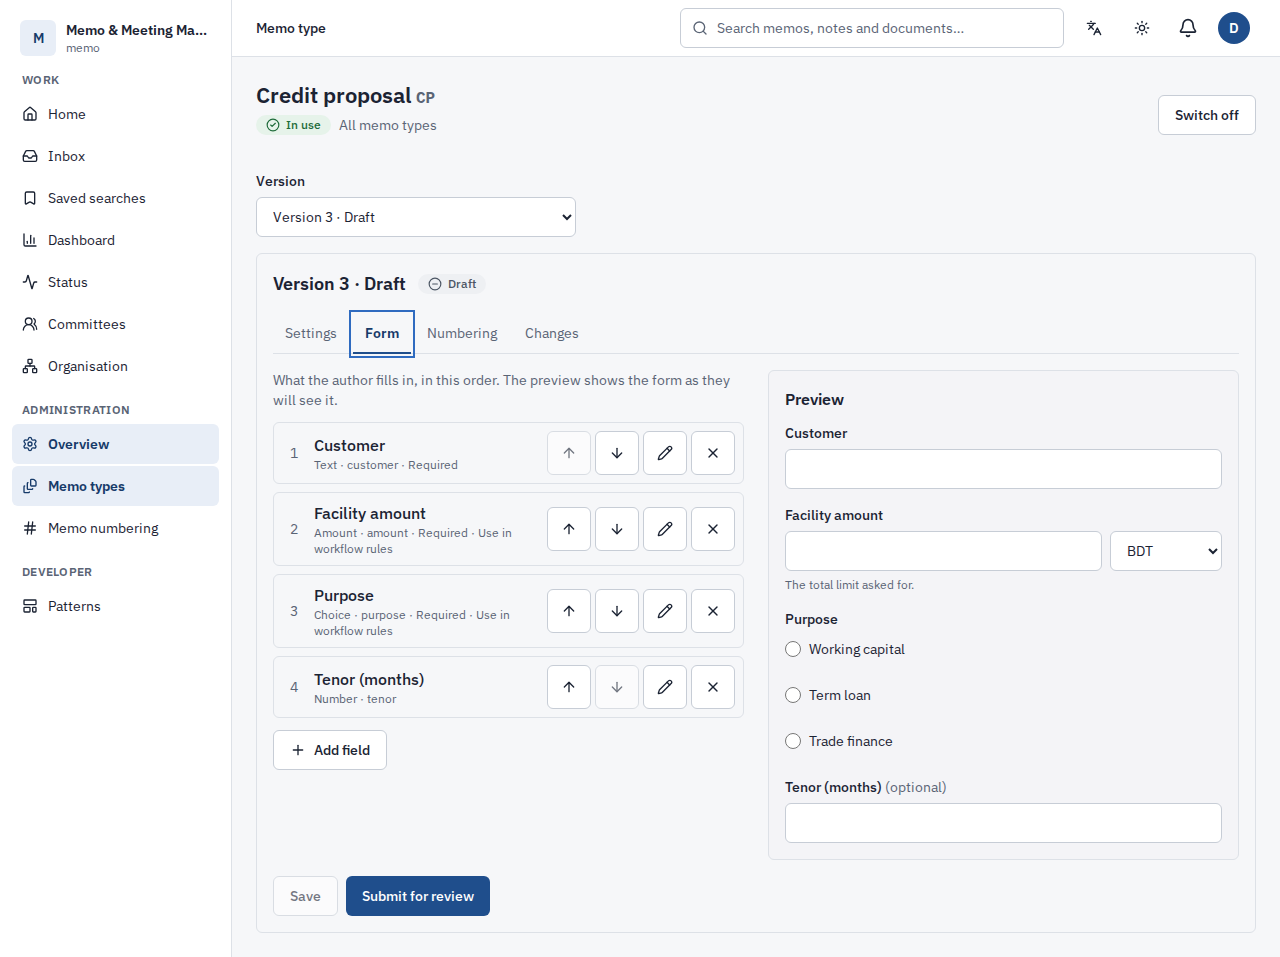 M
Memo & Meeting Ma...
memo
WORK
Home
Inbox
Saved searches
Dashboard
Status
Committees
Organisation
ADMINISTRATION
Overview
Memo types
Memo numbering
DEVELOPER
Patterns
Memo type
Search memos, notes and documents...
D
Credit proposal CP
In use
All memo types
Switch off
Version
Version 3 · Draft
Version 3 · Draft
Draft
Settings
Form
Numbering
Changes
What the author fills in, in this order. The preview shows the form as they
will see it.
1
Customer
Text · customer · Required
2
Facility amount
Amount · amount · Required · Use in
workflow rules
3
Purpose
Choice · purpose · Required · Use in
workflow rules
4
Tenor (months)
Number · tenor
Add field
Preview
Customer
Facility amount
BDT
The total limit asked for.
Purpose
Working capital
Term loan
Trade finance
Tenor (months) (optional)
Save
Submit for review